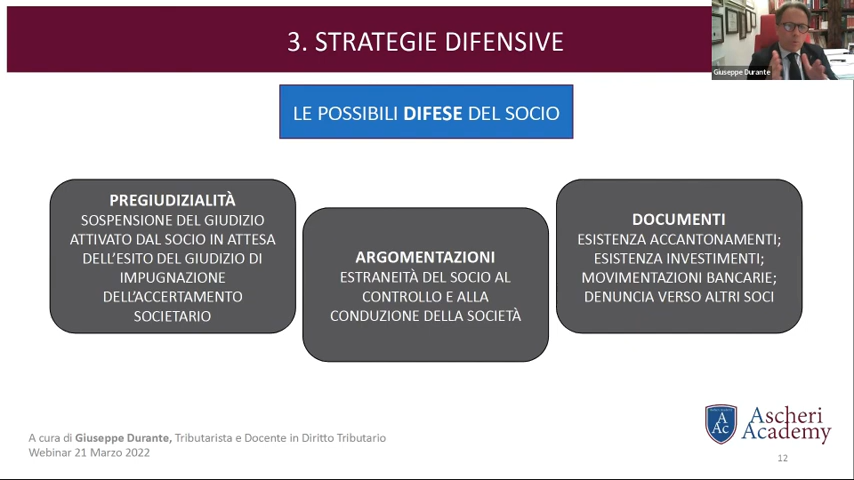 3. STRATEGIE DIFENSIVE
Giuseppe Durante
LE POSSIBILI DIFESE DEL SOCIO
PREGIUDIZIALITÀ
SOSPENSIONE DEL GIUDIZIO
ATTIVATO DAL SOCIO IN ATTESA
DELL'ESITO DEL GIUDIZIO DI
IMPUGNAZIONE
DELL'ACCERTAMENTO
SOCIETARIO
ARGOMENTAZIONI
ESTRANEITÀ DEL SOCIO AL
CONTROLLO E ALLA
CONDUZIONE DELLA SOCIETÀ
DOCUMENTI
ESISTENZA ACCANTONAMENTI;
ESISTENZA INVESTIMENTI;
MOVIMENTAZIONI BANCARIE;
DENUNCIA VERSO ALTRI SOCI
A cura di Giuseppe Durante, Tributarista e Docente in Diritto Tributario
Webinar 21 Marzo 2022
A
Ac
Ascheri
Academy
12